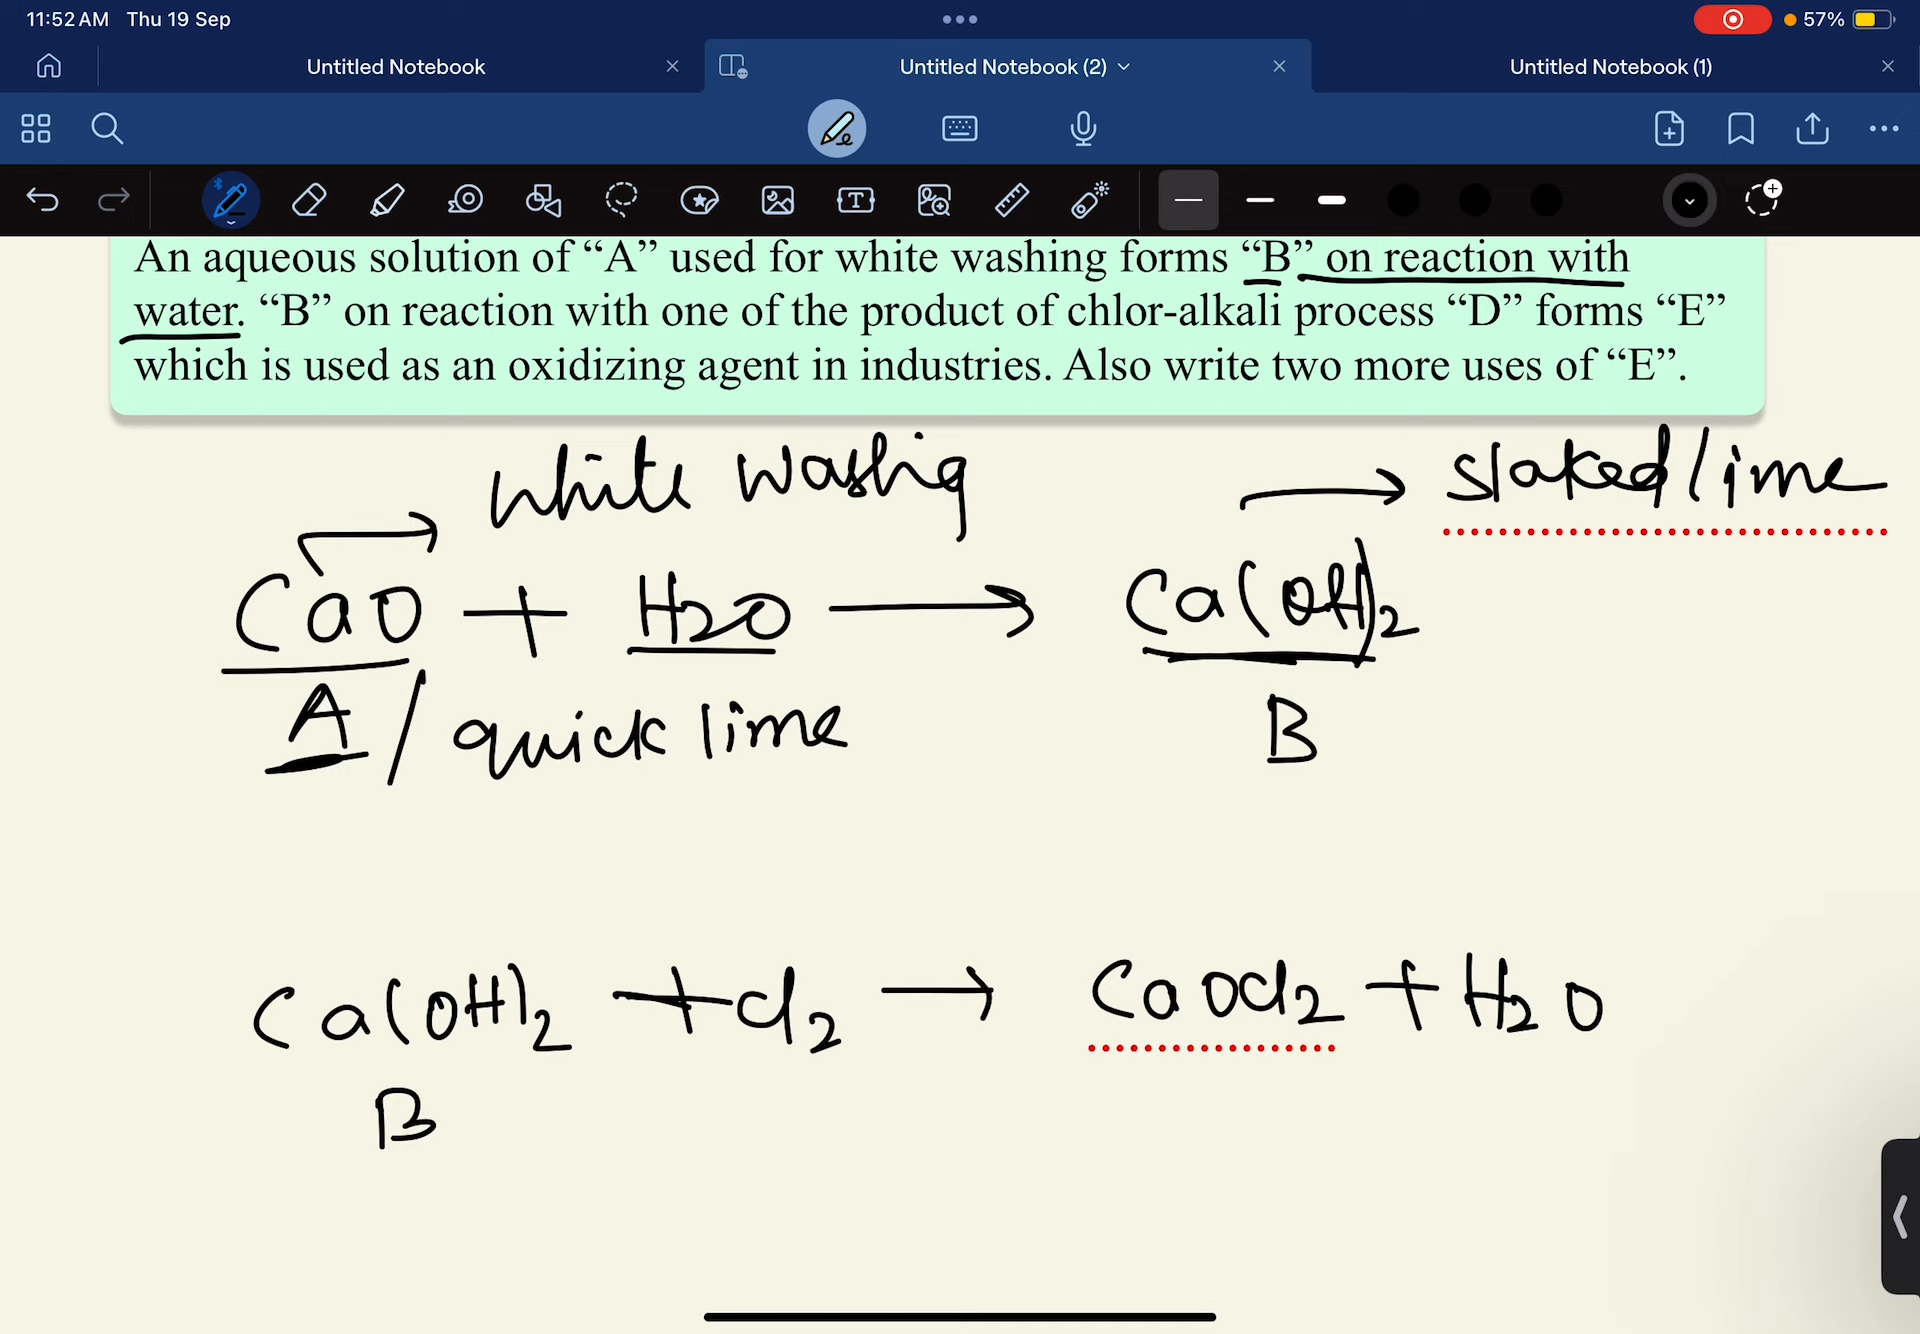 11:52 AM Thu 19 Sep
57%
Untitled Notebook
Untitled Notebook (2)
Untitled Notebook (1)
An aqueous solution of “A” used for white washing forms “B” on reaction with
water. “B” on reaction with one of the product of chlor-alkali process “D” forms “E”
which is used as an oxidizing agent in industries. Also write two more uses of “E”.
white washig
slaked lime
CaO + H2O → Ca(OH)2
A / quick lime
B
Ca(OH)2 + Cl2 → CaOCl2 + H2O
B